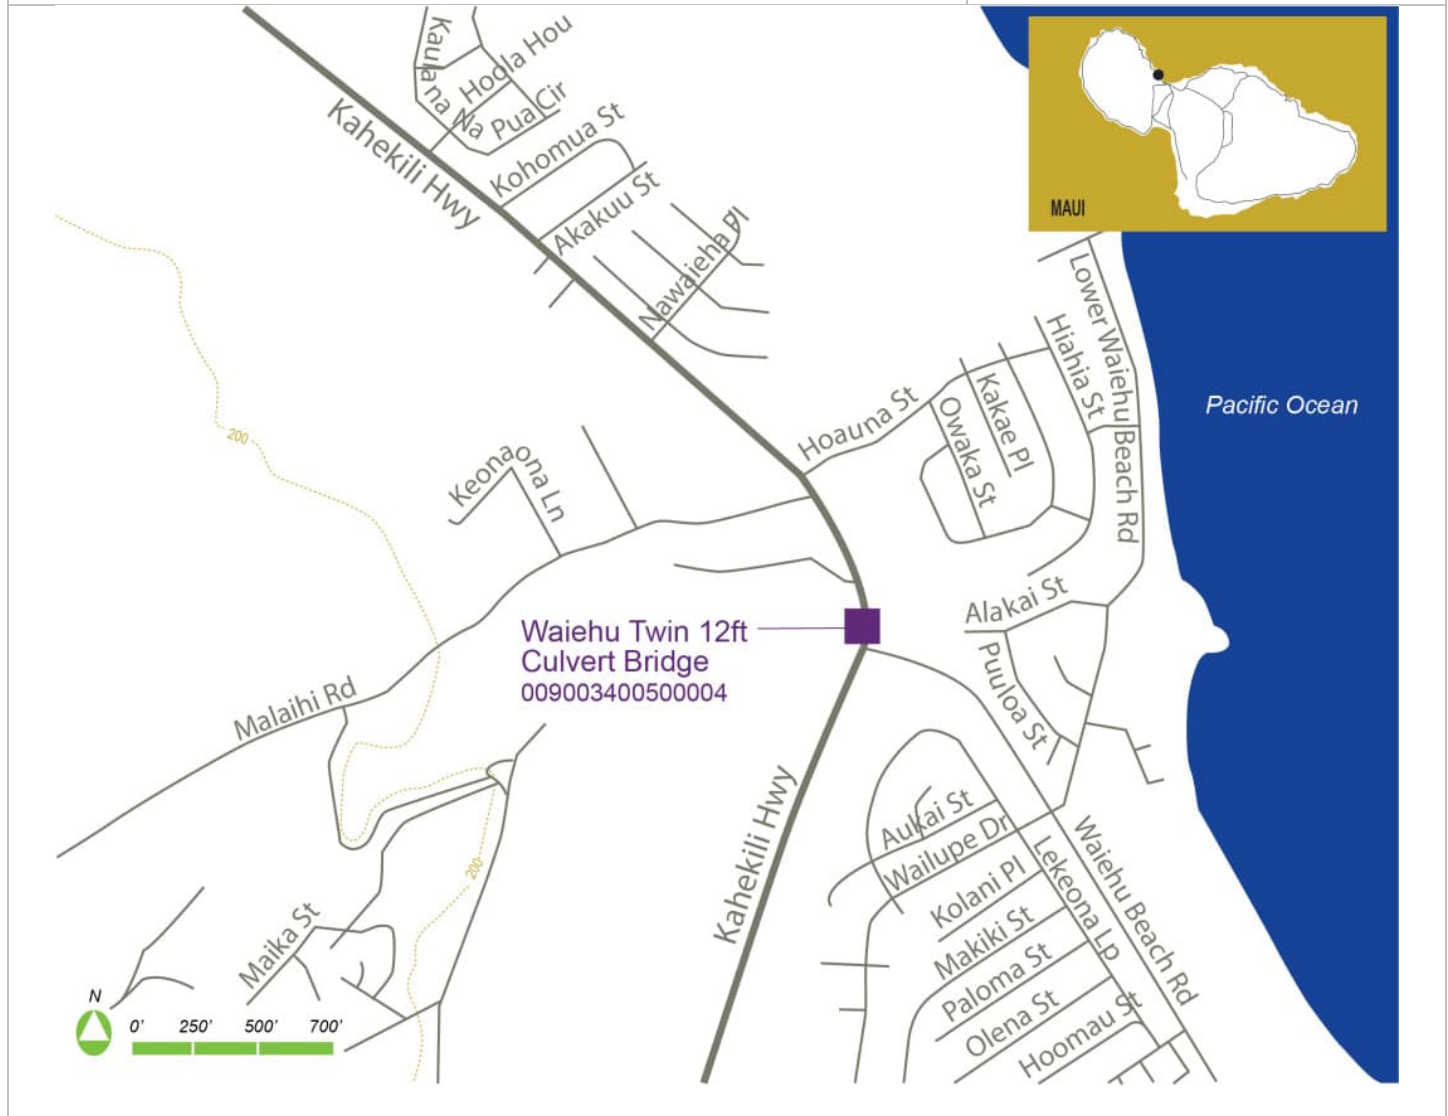 Kaulana Na Pua Cir
Hoola Hou
Kahekili Hwy
Kohomua St
Akakuu St
Nawaieha Pl
MAUI
Lower Waiehu Beach Rd
Hiahia St
Pacific Ocean
Hoauna St
Kakae Pl
Owaka St
200
Keonaona Ln
Alakai St
Waiehu Twin 12ft
Culvert Bridge
009003400500004
Puuloa St
Malaihi Rd
Kahekili Hwy
Aukai St
Wailupe Dr
Kolani Pl
Lekeona Lp
Waiehu Beach Rd
200
Makiki St
Maika St
Paloma St
Olena St
Hoomau St
N
0' 250' 500' 700'